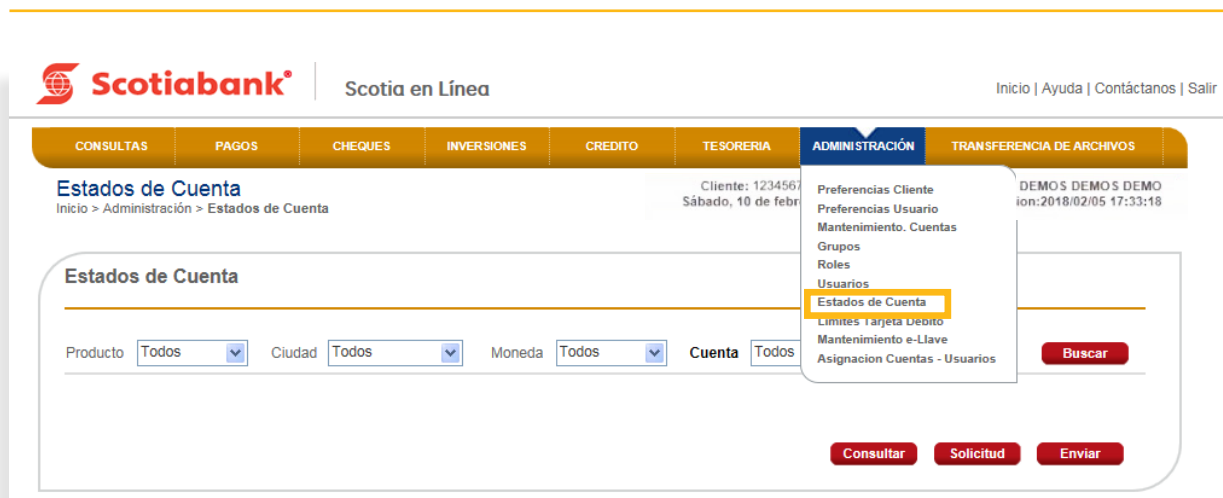 Scotiabank® Scotia en Línea Inicio | Ayuda | Contáctanos | Salir
CONSULTAS PAGOS CHEQUES INVERSIONES CREDITO TESORERIA ADMINISTRACIÓN TRANSFERENCIA DE ARCHIVOS
Estados de Cuenta
Inicio > Administración > Estados de Cuenta
Cliente: 1234567
Sábado, 10 de febr
DEMOS DEMOS DEMO
ion:2018/02/05 17:33:18
Preferencias Cliente
Preferencias Usuario
Mantenimiento. Cuentas
Grupos
Roles
Usuarios
Estados de Cuenta
Limites Tarjeta Debito
Mantenimiento e-Llave
Asignacion Cuentas - Usuarios
Estados de Cuenta
Producto Todos Ciudad Todos Moneda Todos Cuenta Todos Buscar
Consultar Solicitud Enviar